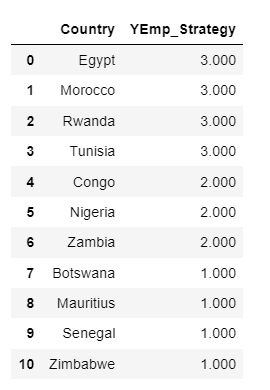 Country YEmp_Strategy
0 Egypt 3.000
1 Morocco 3.000
2 Rwanda 3.000
3 Tunisia 3.000
4 Congo 2.000
5 Nigeria 2.000
6 Zambia 2.000
7 Botswana 1.000
8 Mauritius 1.000
9 Senegal 1.000
10 Zimbabwe 1.000